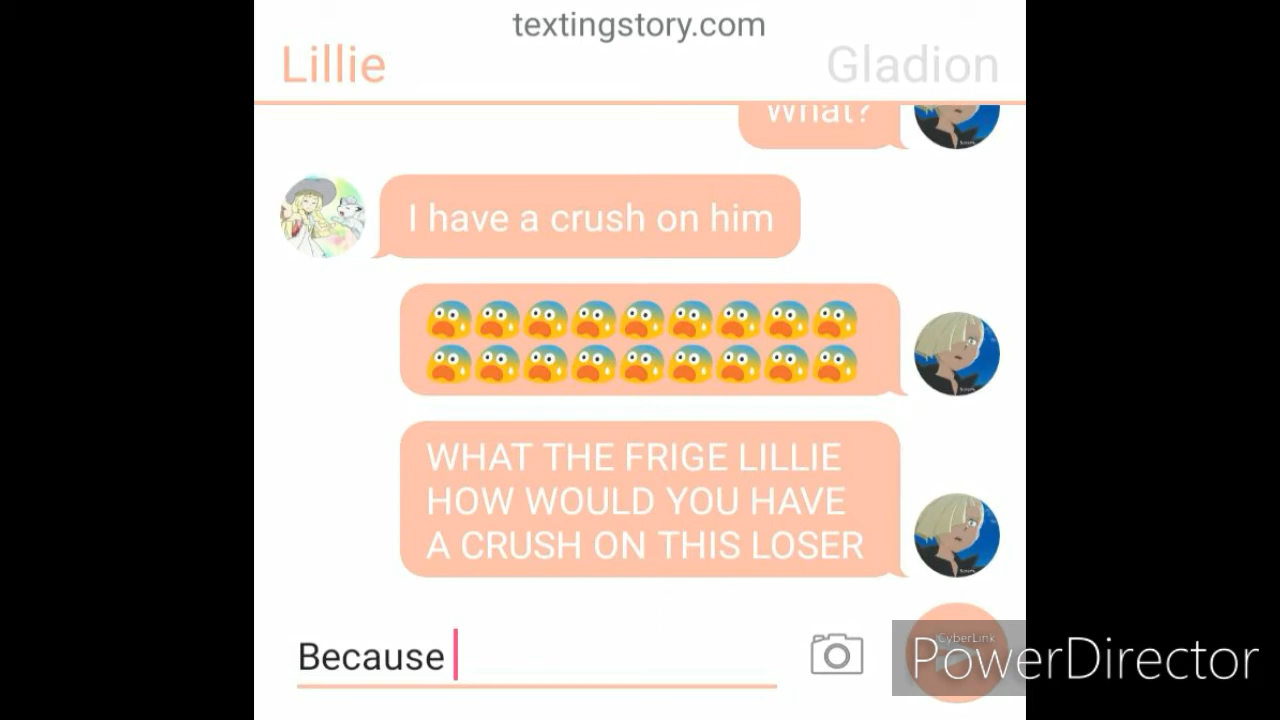 textingstory.com
Lillie
Gladion
What?
I have a crush on him
WHAT THE FRIGE LILLIE
HOW WOULD YOU HAVE
A CRUSH ON THIS LOSER
Because
CyberLink
PowerDirector